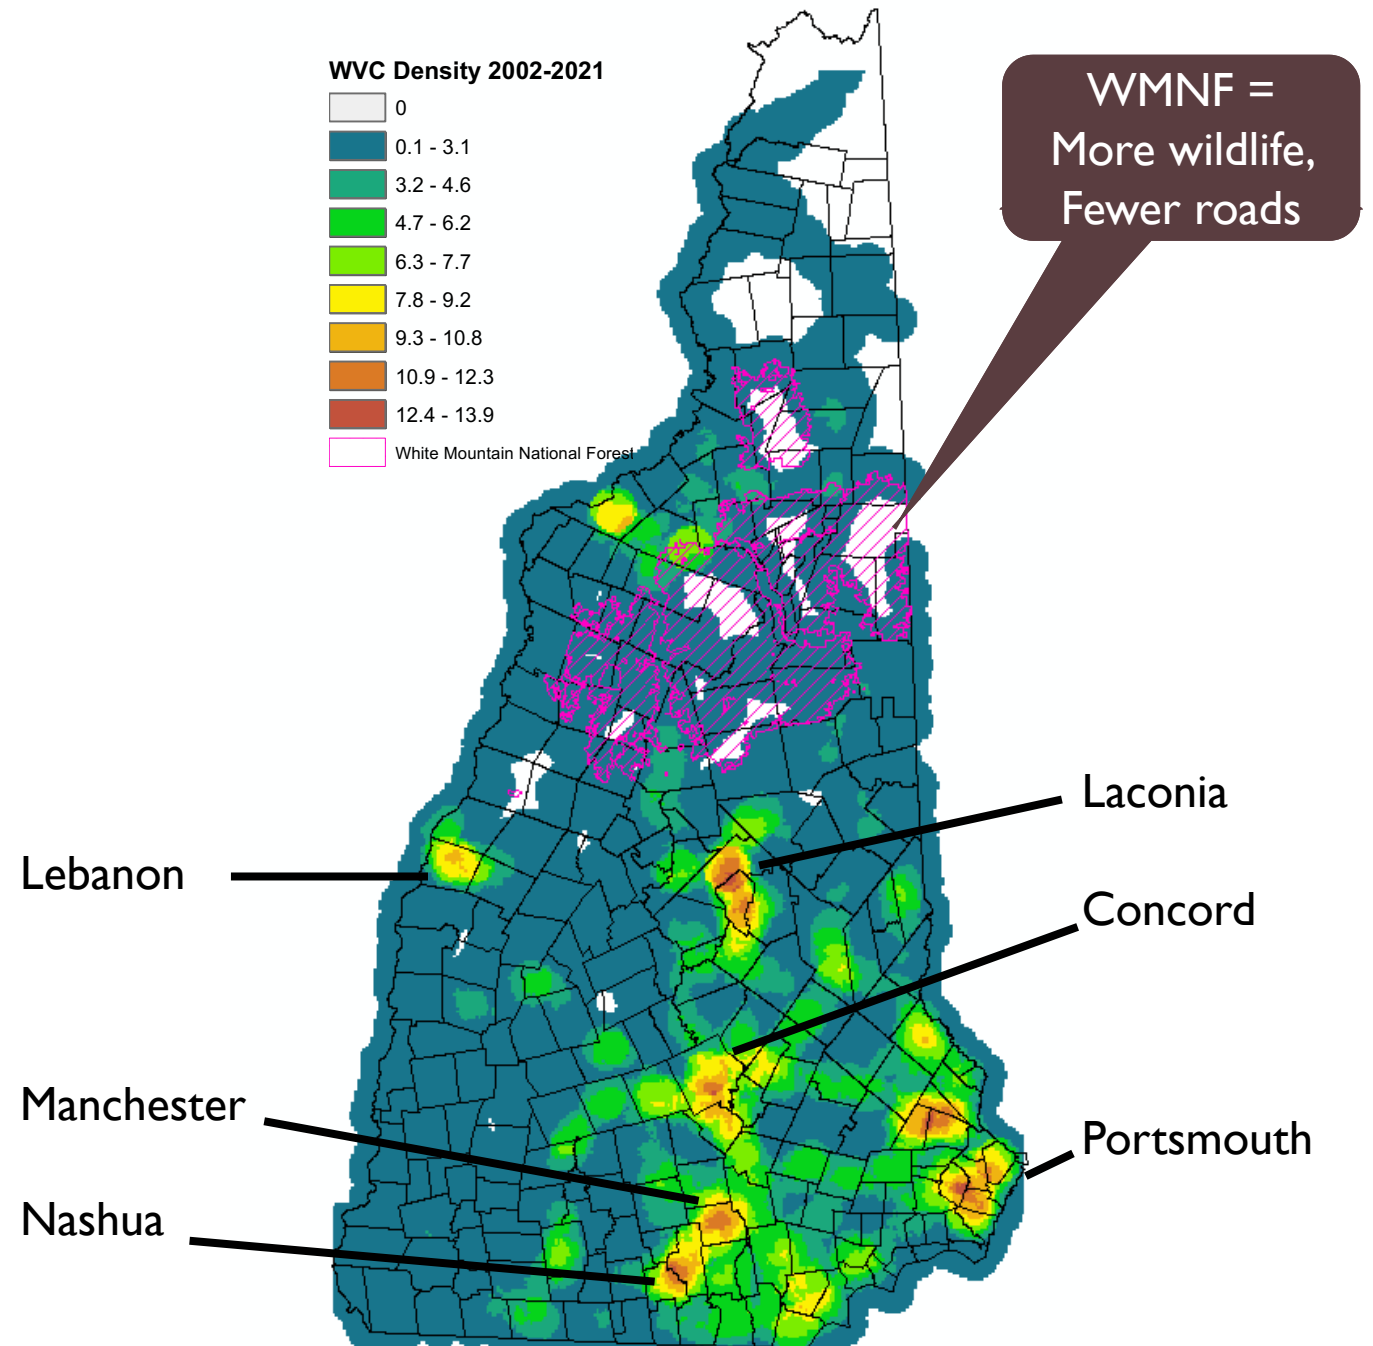 WVC Density 2002-2021
0
0.1 - 3.1
3.2 - 4.6
4.7 - 6.2
6.3 - 7.7
7.8 - 9.2
9.3 - 10.8
10.9 - 12.3
12.4 - 13.9
White Mountain National Forest
WMNF =
More wildlife,
Fewer roads
Laconia
Lebanon
Concord
Manchester
Portsmouth
Nashua